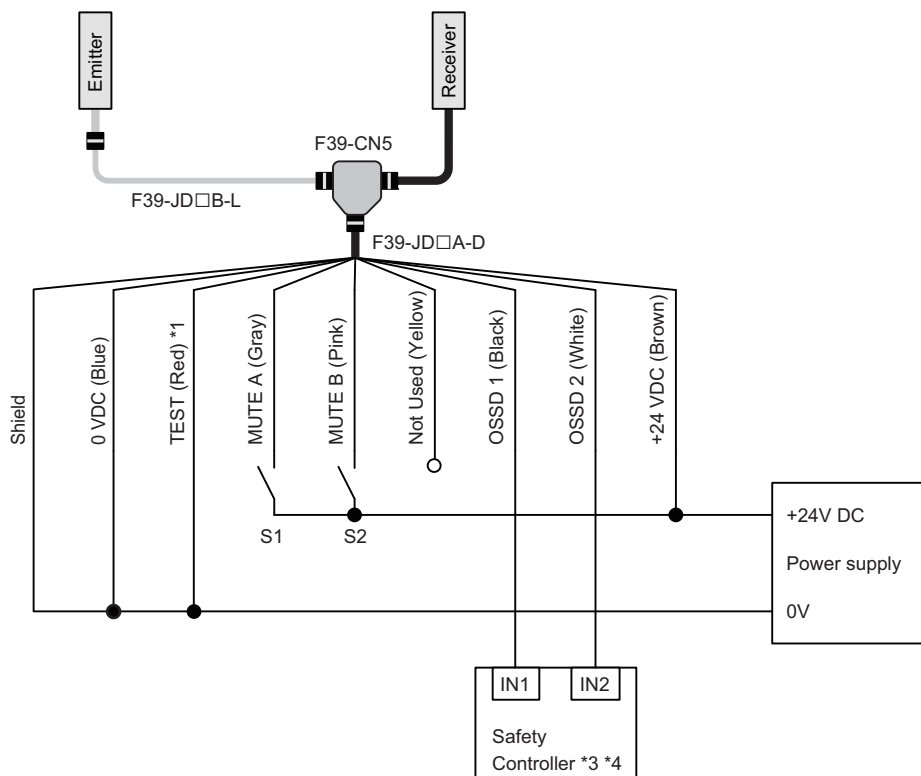 Emitter
Receiver
F39-CN5
F39-JD□B-L
F39-JD□A-D
Shield
0 VDC (Blue)
TEST (Red) *1
MUTE A (Gray)
MUTE B (Pink)
Not Used (Yellow)
OSSD 1 (Black)
OSSD 2 (White)
+24 VDC (Brown)
S1
S2
+24V DC
Power supply
0V
IN1
IN2
Safety
Controller *3 *4